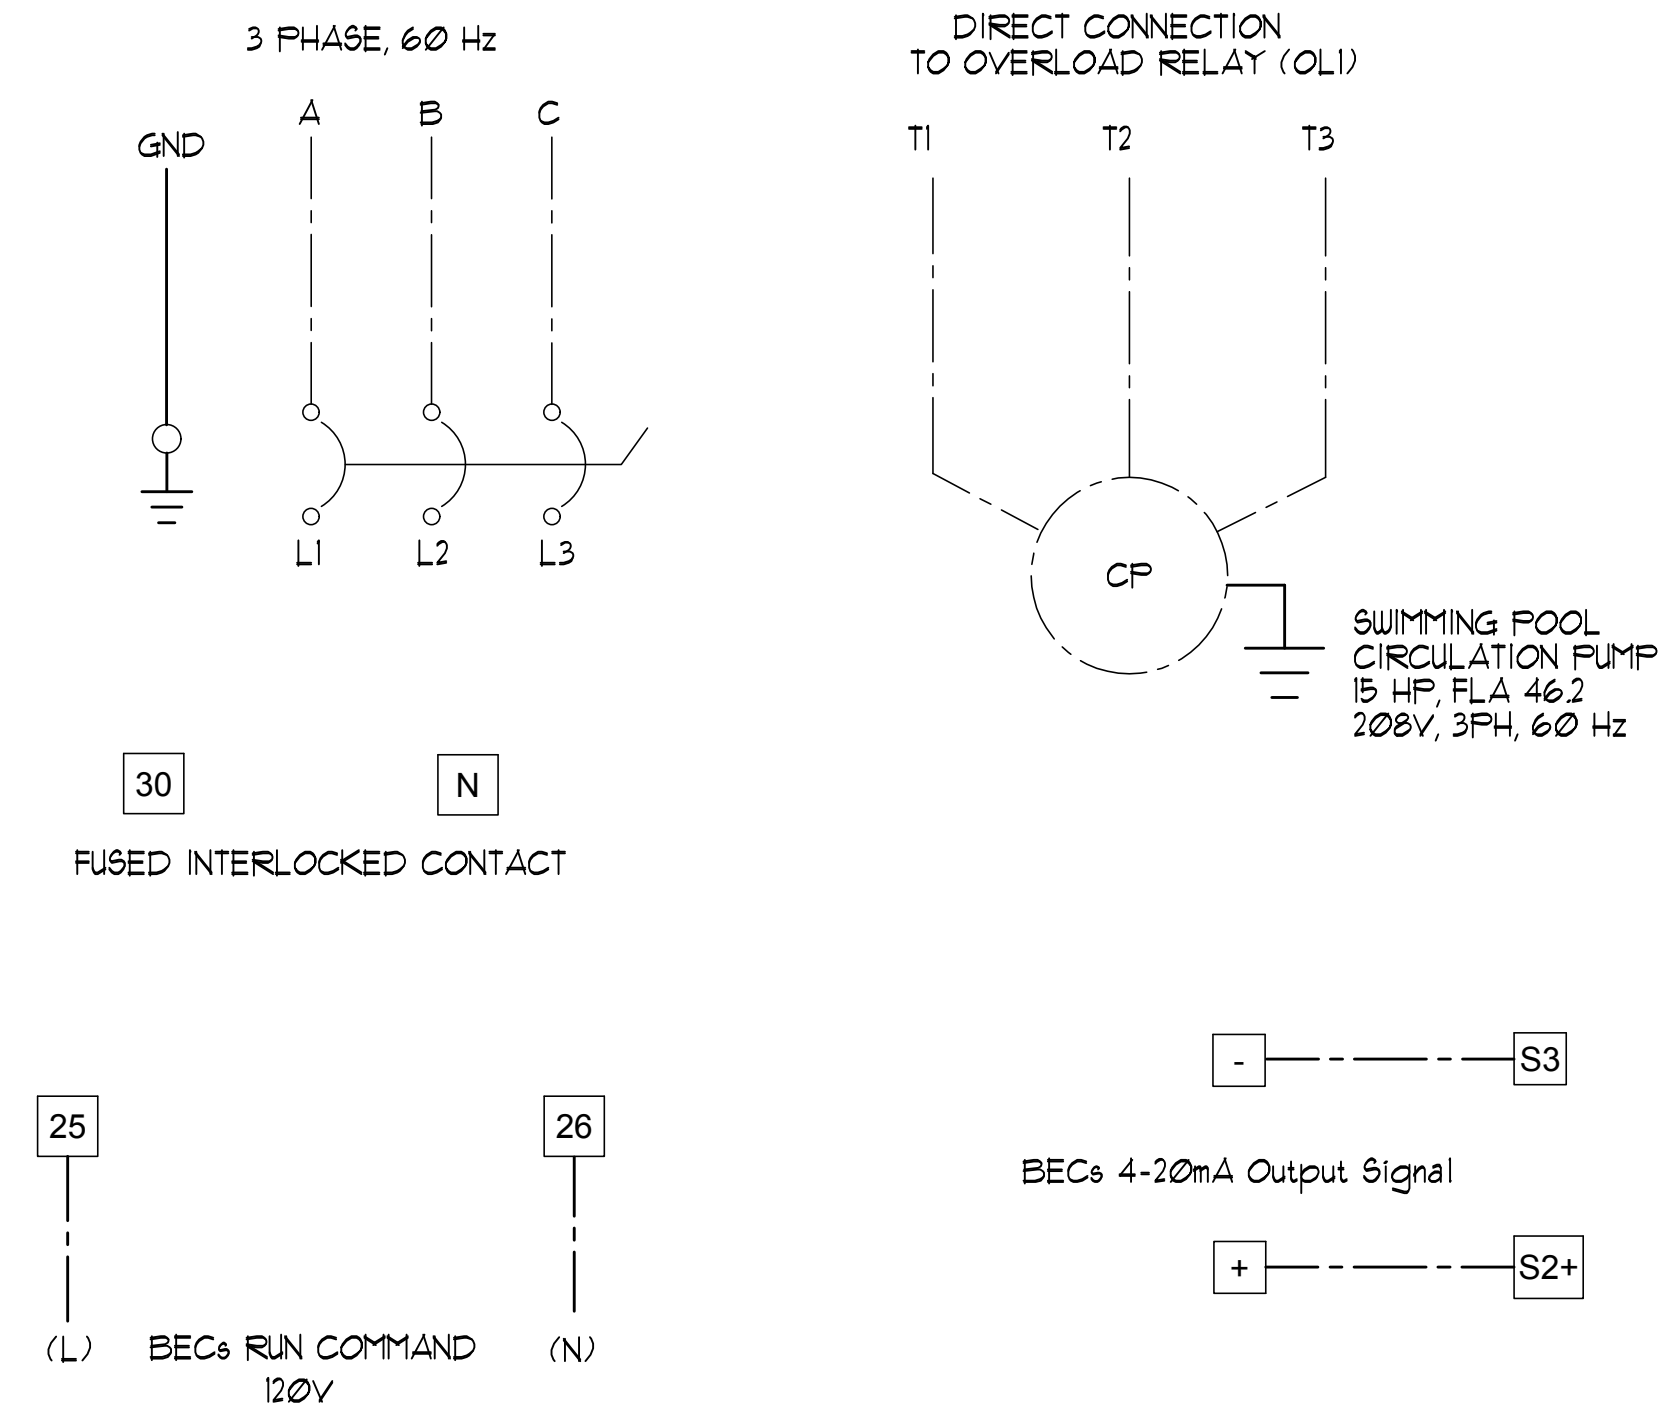 3 PHASE, 60 Hz
A B C
GND
L1 L2 L3
DIRECT CONNECTION
TO OVERLOAD RELAY (OL1)
T1 T2 T3
CP
SWIMMING POOL
CIRCULATION PUMP
15 HP, FLA 46.2
208V, 3PH, 60 Hz
30 N
FUSED INTERLOCKED CONTACT
25 26
(L) BECs RUN COMMAND (N)
120V
- S3
BECs 4-20mA Output Signal
+ S2+